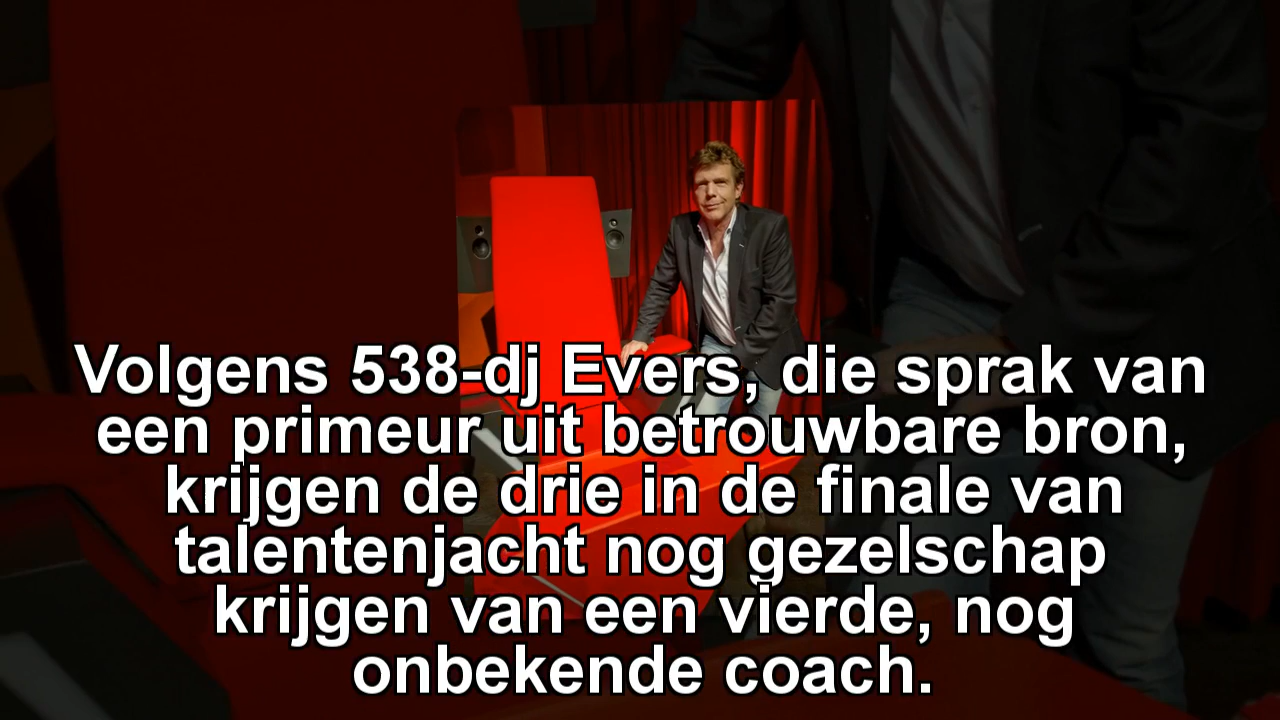 Volgens 538-dj Evers, die sprak van
een primeur uit betrouwbare bron,
krijgen de drie in de finale van
talentenjacht nog gezelschap
krijgen van een vierde, nog
onbekende coach.